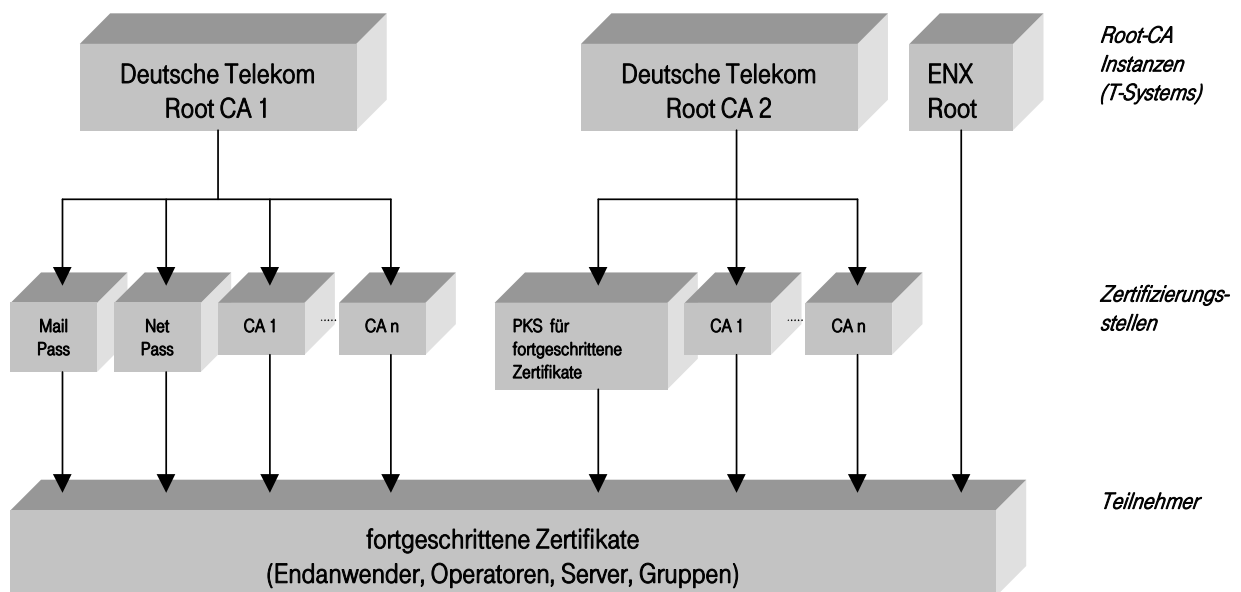 Deutsche Telekom
Root CA 1
Deutsche Telekom
Root CA 2
ENX
Root
Root-CA
Instanzen
(T-Systems)
Mail
Pass
Net
Pass
CA 1
.....
CA n
PKS für
fortgeschrittene
Zertifikate
CA 1
.....
CA n
Zertifizierungs-
stellen
Teilnehmer
fortgeschrittene Zertifikate
(Endanwender, Operatoren, Server, Gruppen)